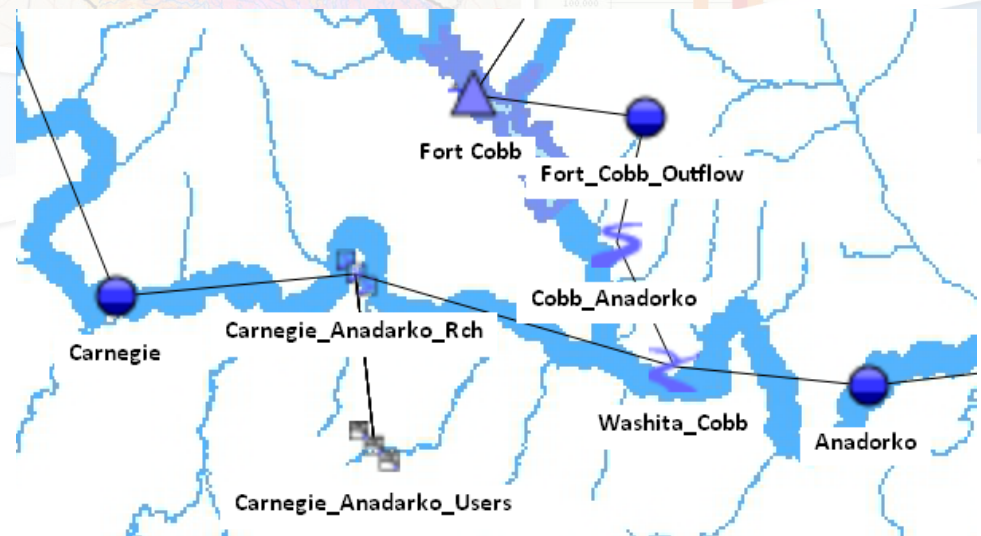 Fort Cobb
Fort_Cobb_Outflow
Cobb_Anadorko
Carnegie_Anadarko_Rch
Carnegie
Washita_Cobb
Anadorko
Carnegie_Anadarko_Users